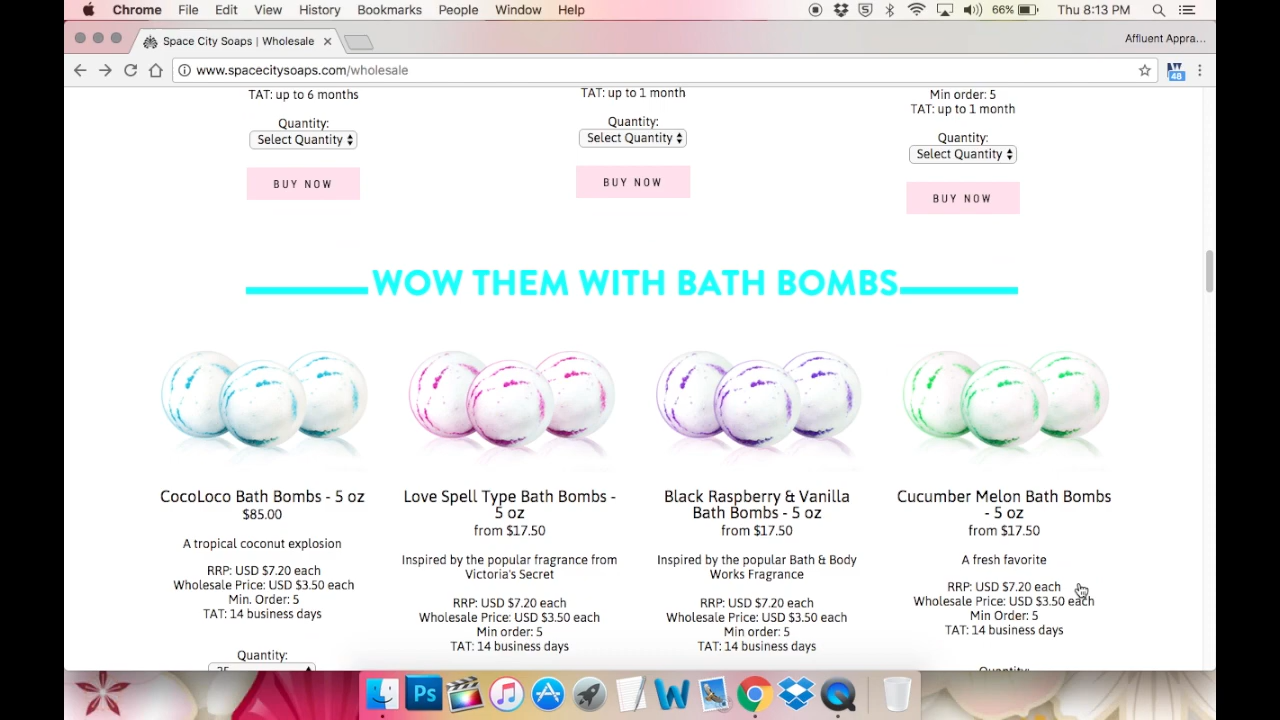 Chrome File Edit View History Bookmarks People Window Help 66% Thu 8:13 PM
Space City Soaps | Wholesale
Affluent Appra...
www.spacecitysoaps.com/wholesale
48
TAT: up to 6 months
Quantity:
Select Quantity
BUY NOW
TAT: up to 1 month
Quantity:
Select Quantity
BUY NOW
Min order: 5
TAT: up to 1 month
Quantity:
Select Quantity
BUY NOW
WOW THEM WITH BATH BOMBS
CocoLoco Bath Bombs - 5 oz
$85.00
A tropical coconut explosion
RRP: USD $7.20 each
Wholesale Price: USD $3.50 each
Min. Order: 5
TAT: 14 business days
Quantity:
Love Spell Type Bath Bombs -
5 oz
from $17.50
Inspired by the popular fragrance from
Victoria's Secret
RRP: USD $7.20 each
Wholesale Price: USD $3.50 each
Min order: 5
TAT: 14 business days
Black Raspberry & Vanilla
Bath Bombs - 5 oz
from $17.50
Inspired by the popular Bath & Body
Works Fragrance
RRP: USD $7.20 each
Wholesale Price: USD $3.50 each
Min order: 5
TAT: 14 business days
Cucumber Melon Bath Bombs
- 5 oz
from $17.50
A fresh favorite
RRP: USD $7.20 each
Wholesale Price: USD $3.50 each
Min Order: 5
TAT: 14 business days
Ps